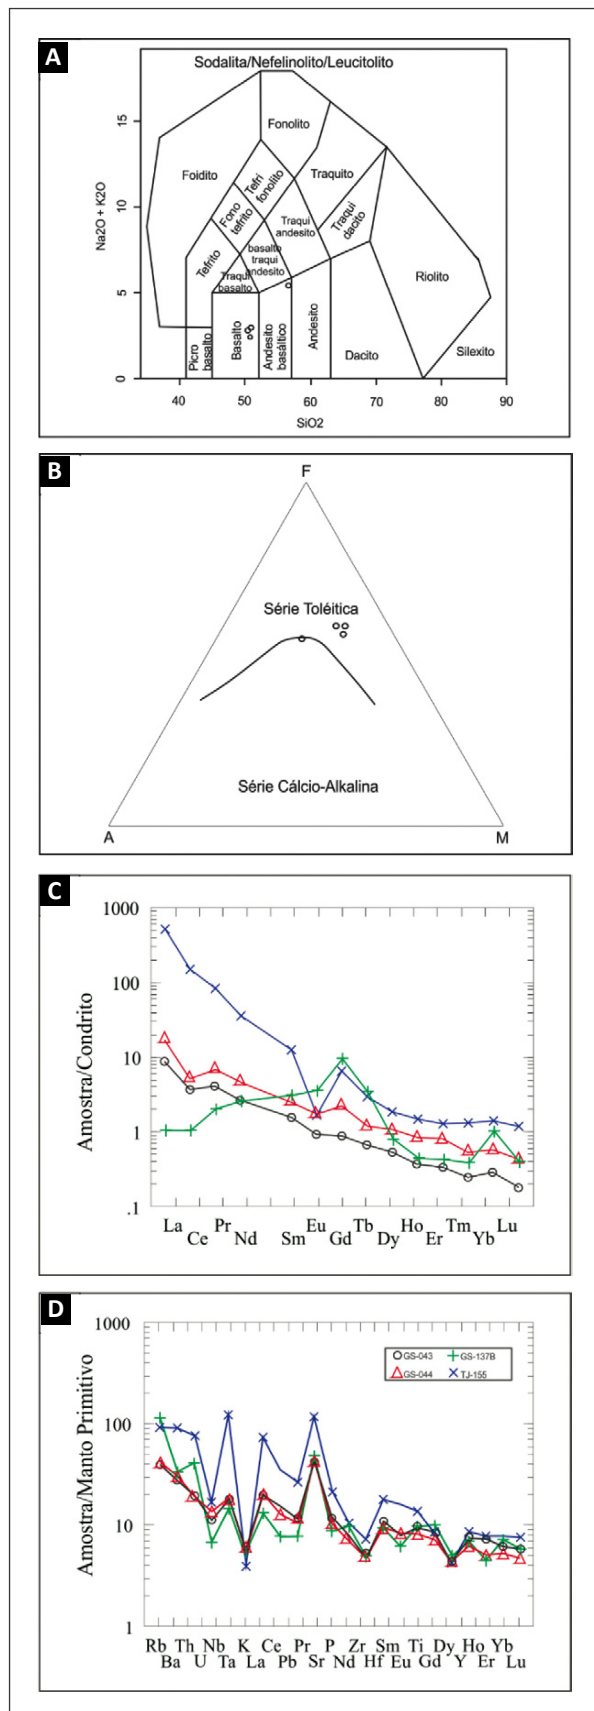 A
Sodalita/Nefelinolito/Leucitolito
Fonolito
Foidito
Tefri
fonolito
Traquito
Fono
tefrito
Traqui
andesito
Traqui
dacito
Tefrito
basalto
traqui
andesito
Traqui
basalto
Riolito
Picro
basalto
Basalto
Andesito
basáltico
Andesito
Dacito
Silexito
Na2O + K2O
0
5
10
15
40 50 60 70 80 90
SiO2
B
F
Série Toléitica
Série Cálcio-Alkalina
A
M
C
Amostra/Condrito
1000
100
10
1
.1
La Ce Pr Nd Sm Eu Gd Tb Dy Ho Er Tm Yb Lu
D
Amostra/Manto Primitivo
1000
100
10
1
GS-043 GS-137B
GS-044 TJ-155
Rb Th Nb K Ce Pr P Zr Sm Ti Dy Ho Yb
Ba U Ta La Pb Sr Nd Hf Eu Gd Y Er Lu